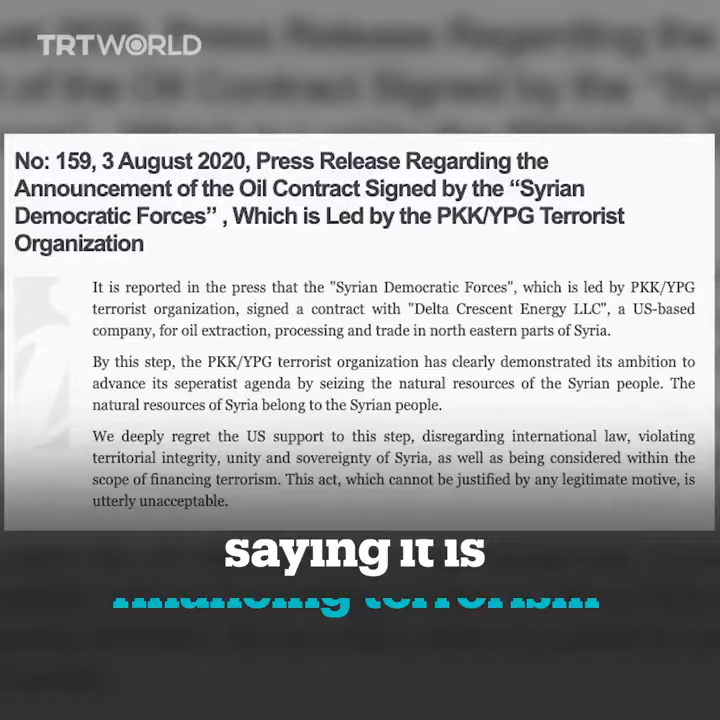 TRT WORLD
No: 159, 3 August 2020, Press Release Regarding the
Announcement of the Oil Contract Signed by the “Syrian
Democratic Forces” , Which is Led by the PKK/YPG Terrorist
Organization
It is reported in the press that the "Syrian Democratic Forces", which is led by PKK/YPG
terrorist organization, signed a contract with "Delta Crescent Energy LLC", a US-based
company, for oil extraction, processing and trade in north eastern parts of Syria.
By this step, the PKK/YPG terrorist organization has clearly demonstrated its ambition to
advance its seperatist agenda by seizing the natural resources of the Syrian people. The
natural resources of Syria belong to the Syrian people.
We deeply regret the US support to this step, disregarding international law, violating
territorial integrity, unity and sovereignty of Syria, as well as being considered within the
scope of financing terrorism. This act, which cannot be justified by any legitimate motive, is
utterly unacceptable.
saying it is
financing terrorism